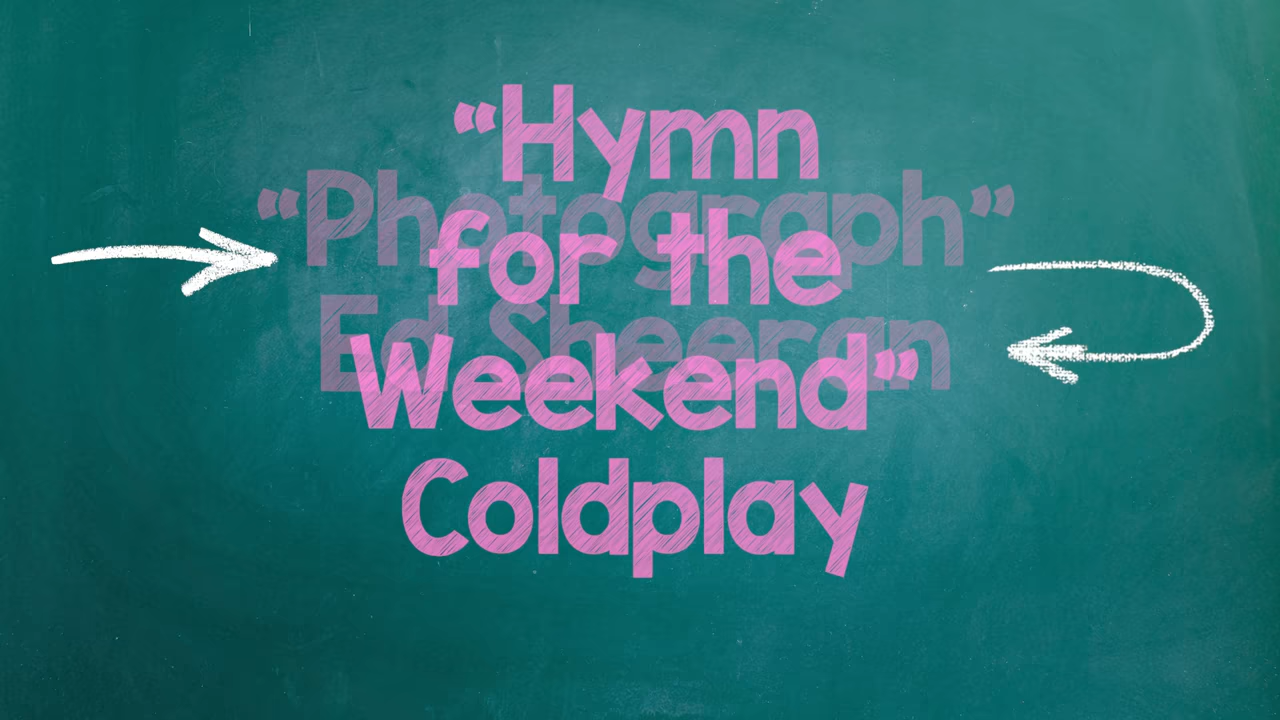 “Hymn
for the
Weekend”
Coldplay
“Photograph”
Ed Sheeran